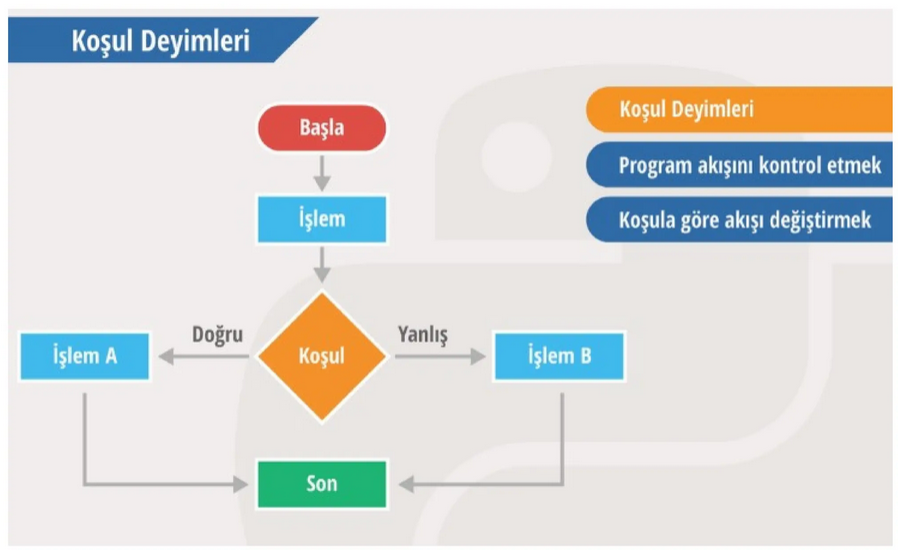 Koşul Deyimleri
Başla
İşlem
Doğru
Yanlış
İşlem A
Koşul
İşlem B
Son
Koşul Deyimleri
Program akışını kontrol etmek
Koşula göre akışı değiştirmek